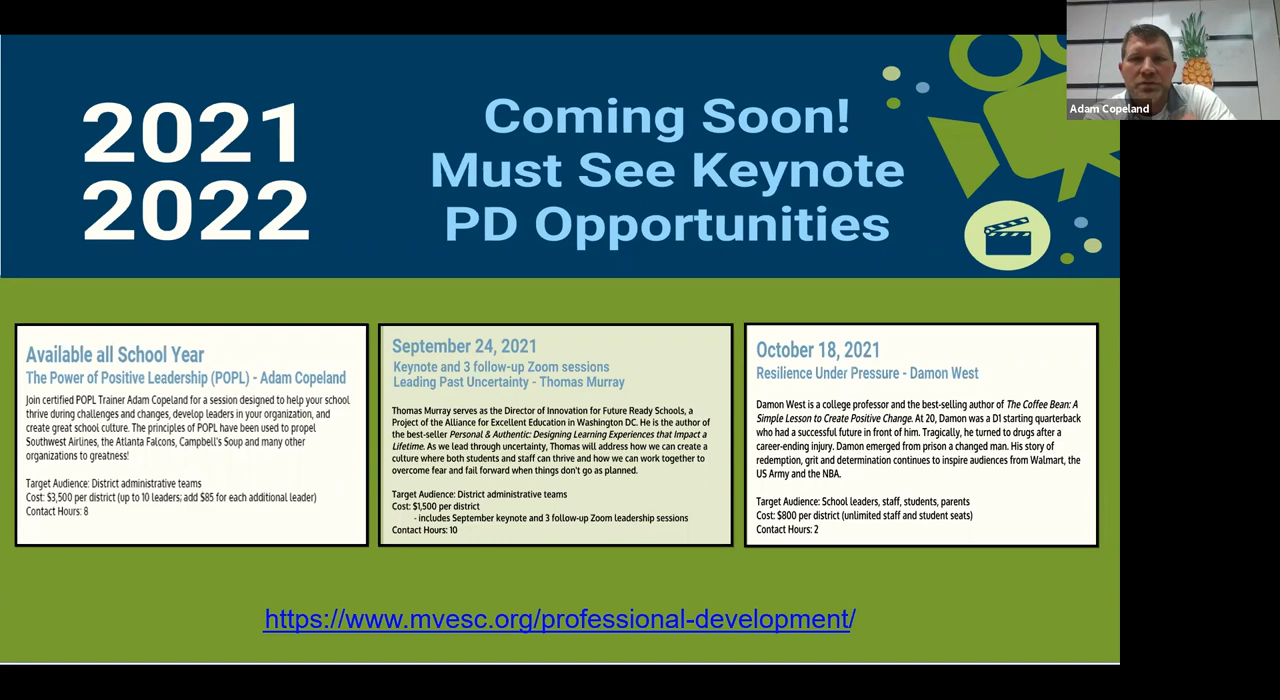 Adam Copeland
2021
2022
Coming Soon!
Must See Keynote
PD Opportunities
Available all School Year
The Power of Positive Leadership (POPL) - Adam Copeland
Join certified POPL Trainer Adam Copeland for a session designed to help your school
thrive during challenges and changes, develop leaders in your organization, and
create great school culture. The principles of POPL have been used to propel
Southwest Airlines, the Atlanta Falcons, Campbell's Soup and many other
organizations to greatness!
Target Audience: District administrative teams
Cost: $3,500 per district (up to 10 leaders; add $85 for each additional leader)
Contact Hours: 8
September 24, 2021
Keynote and 3 follow-up Zoom sessions
Leading Past Uncertainty - Thomas Murray
Thomas Murray serves as the Director of Innovation for Future Ready Schools, a
Project of the Alliance for Excellent Education in Washington DC. He is the author of
the best-seller Personal & Authentic: Designing Learning Experiences that Impact a
Lifetime. As we lead through uncertainty, Thomas will address how we can create a
culture where both students and staff can thrive and how we can work together to
overcome fear and fail forward when things don't go as planned.
Target Audience: District administrative teams
Cost: $1,500 per district
- includes September keynote and 3 follow-up Zoom leadership sessions
Contact Hours: 10
October 18, 2021
Resilience Under Pressure - Damon West
Damon West is a college professor and the best-selling author of The Coffee Bean: A
Simple Lesson to Create Positive Change. At 20, Damon was a D1 starting quarterback
who had a successful future in front of him. Tragically, he turned to drugs after a
career-ending injury. Damon emerged from prison a changed man. His story of
redemption, grit and determination continues to inspire audiences from Walmart, the
US Army and the NBA.
Target Audience: School leaders, staff, students, parents
Cost: $800 per district (unlimited staff and student seats)
Contact Hours: 2
https://www.mvesc.org/professional-development/